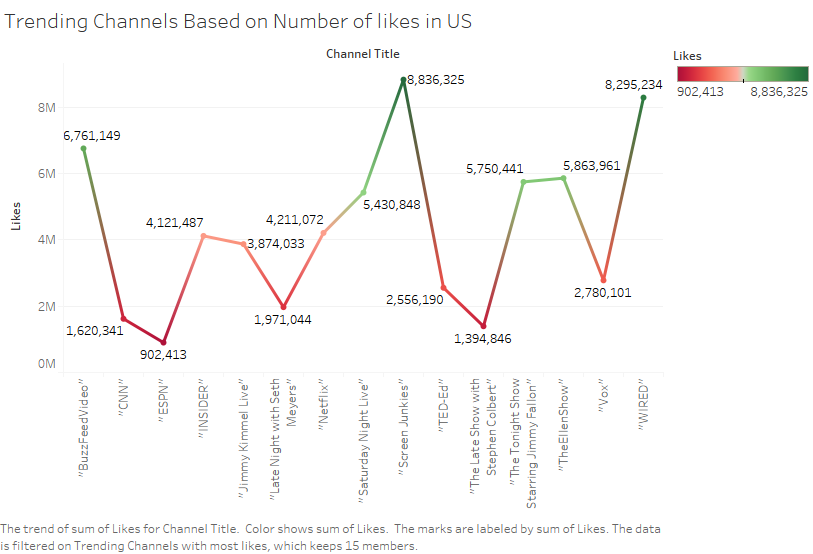 Trending Channels Based on Number of likes in US
Channel Title
Likes
902,413 8,836,325
Likes
8M
6M
4M
2M
0M
6,761,149
1,620,341
902,413
4,121,487
3,874,033
1,971,044
4,211,072
5,430,848
8,836,325
2,556,190
1,394,846
5,750,441
5,863,961
2,780,101
8,295,234
"BuzzFeedVideo"
"CNN"
"ESPN"
"INSIDER"
"Jimmy Kimmel Live"
"Late Night with Seth
Meyers"
"Netflix"
"Saturday Night Live"
"Screen Junkies"
"TED-Ed"
"The Late Show with
Stephen Colbert"
"The Tonight Show
Starring Jimmy Fallon"
"TheEllenShow"
"Vox"
"WIRED"
The trend of sum of Likes for Channel Title.  Color shows sum of Likes.  The marks are labeled by sum of Likes. The data
is filtered on Trending Channels with most likes, which keeps 15 members.